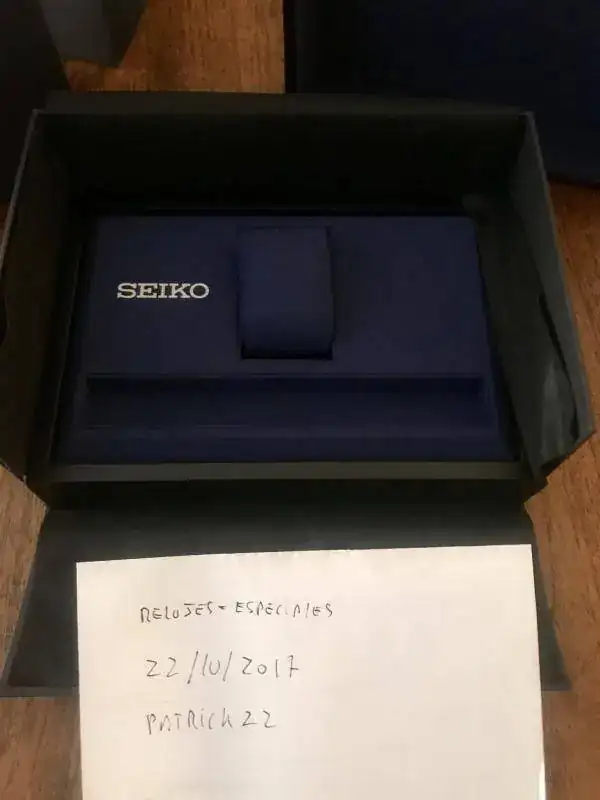 SEIKO
RELOJES-ESPECIALES
22/10/2017
PATRICK22